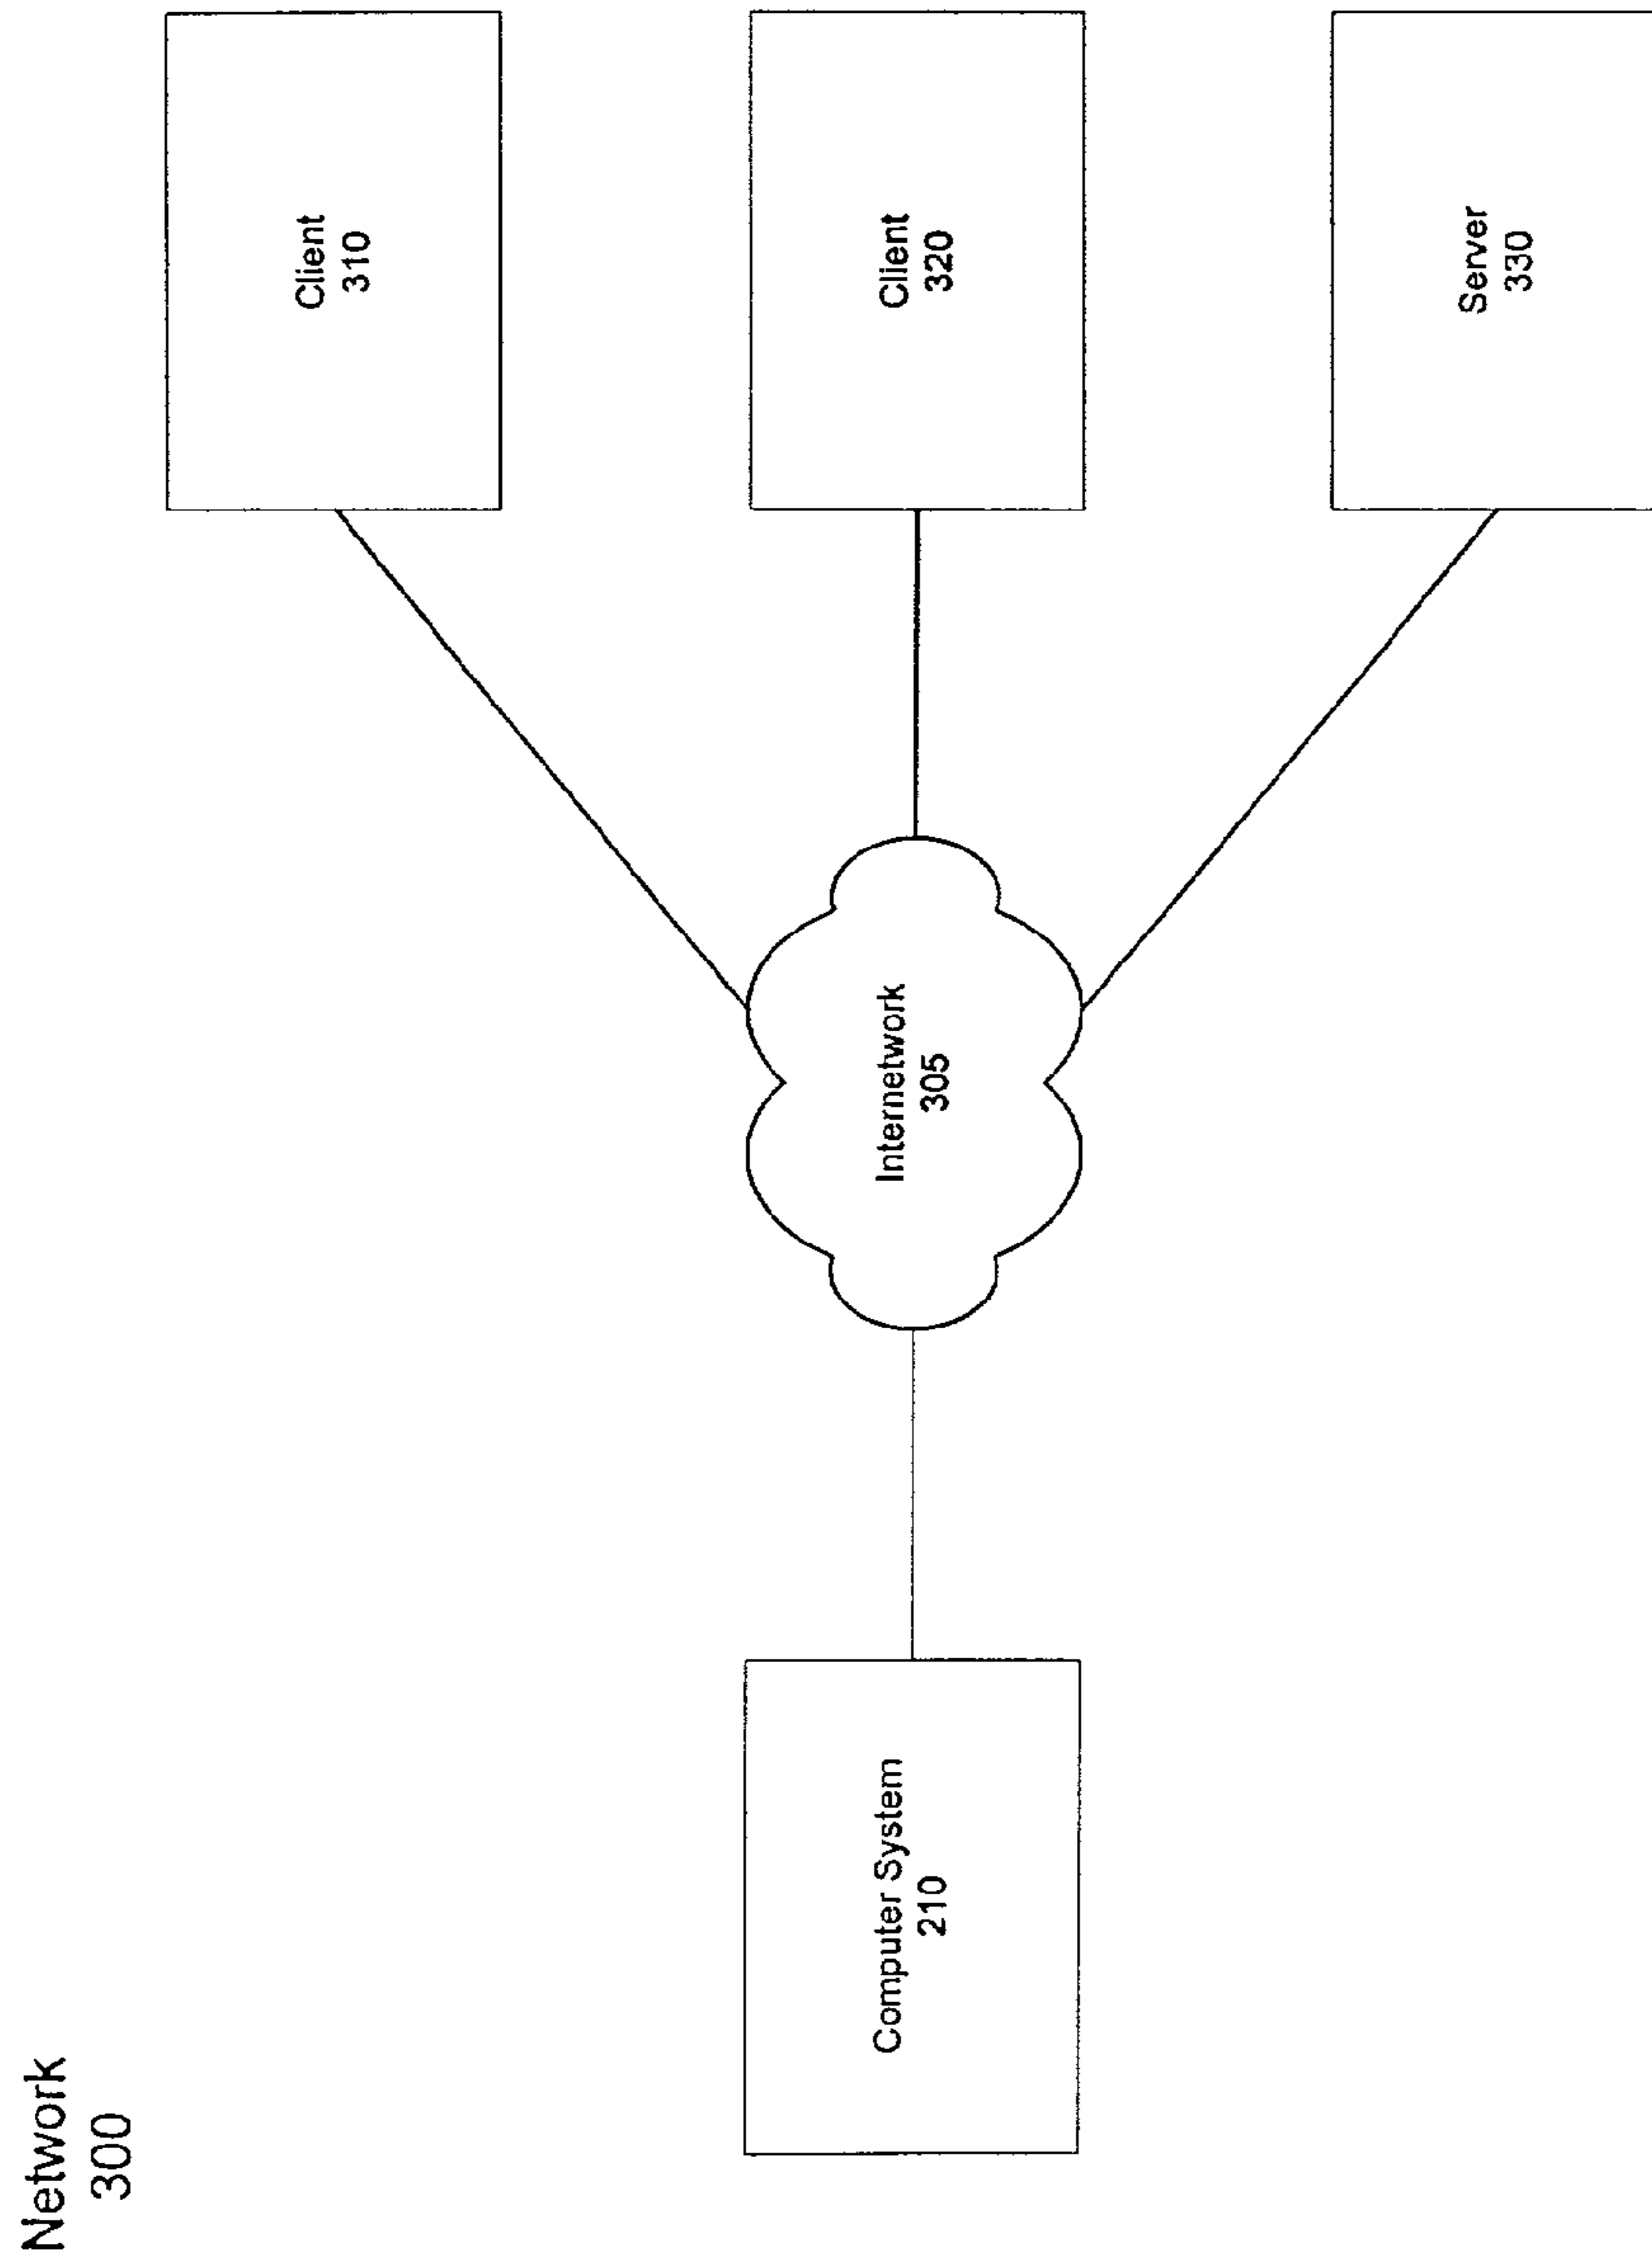 Network
300
Client
310
Computer System
210
Internetwork
305
Client
320
Server
330